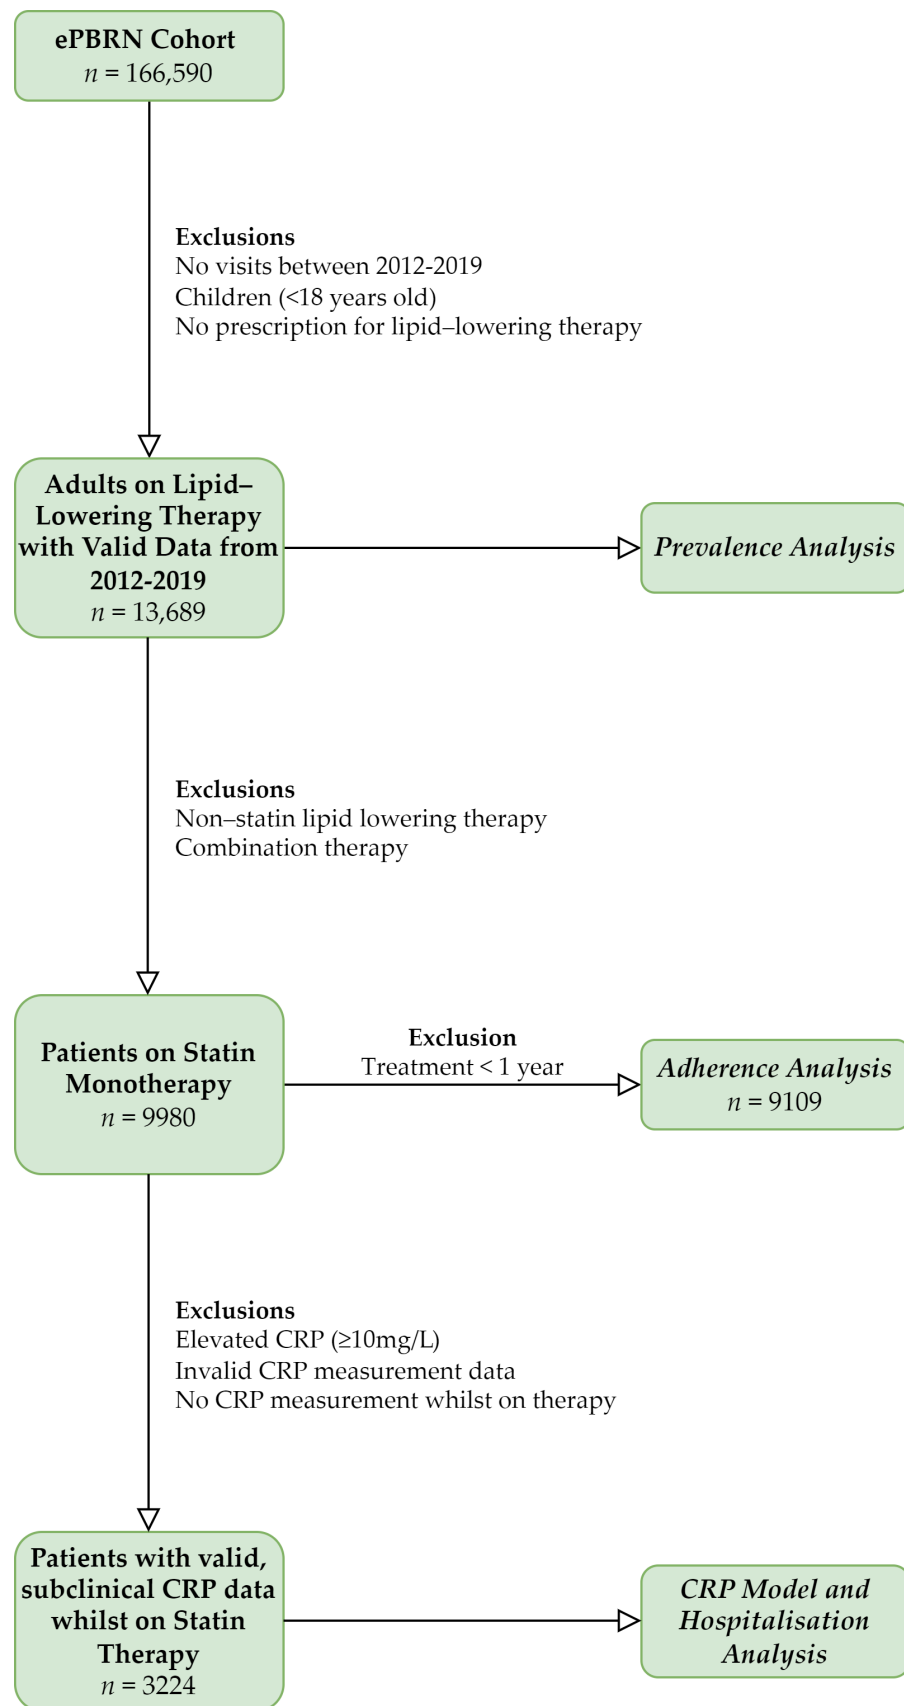 ePBRN Cohort
n = 166,590
Exclusions
No visits between 2012-2019
Children (<18 years old)
No prescription for lipid–lowering therapy
Adults on Lipid–
Lowering Therapy
with Valid Data from
2012-2019
n = 13,689
Prevalence Analysis
Exclusions
Non–statin lipid lowering therapy
Combination therapy
Patients on Statin
Monotherapy
n = 9980
Exclusion
Treatment < 1 year
Adherence Analysis
n = 9109
Exclusions
Elevated CRP (≥10mg/L)
Invalid CRP measurement data
No CRP measurement whilst on therapy
Patients with valid,
subclinical CRP data
whilst on Statin
Therapy
n = 3224
CRP Model and
Hospitalisation
Analysis